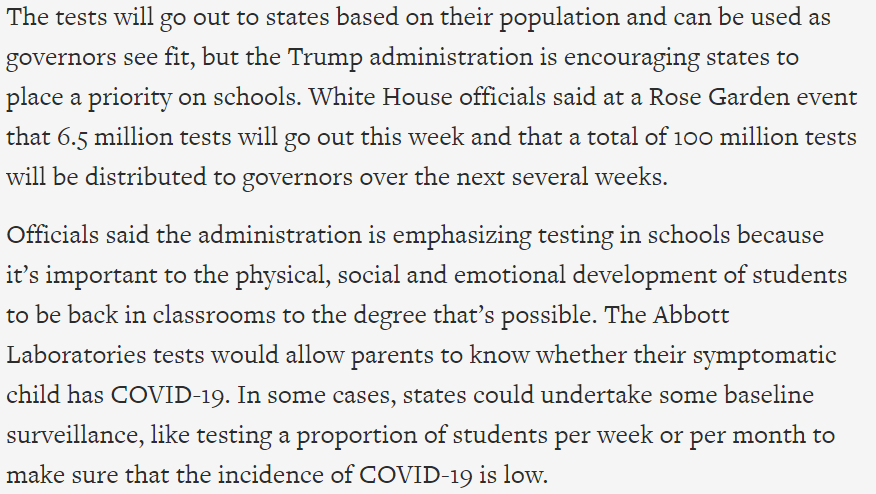 The tests will go out to states based on their population and can be used as
governors see fit, but the Trump administration is encouraging states to
place a priority on schools. White House officials said at a Rose Garden event
that 6.5 million tests will go out this week and that a total of 100 million tests
will be distributed to governors over the next several weeks.
Officials said the administration is emphasizing testing in schools because
it’s important to the physical, social and emotional development of students
to be back in classrooms to the degree that’s possible. The Abbott
Laboratories tests would allow parents to know whether their symptomatic
child has COVID-19. In some cases, states could undertake some baseline
surveillance, like testing a proportion of students per week or per month to
make sure that the incidence of COVID-19 is low.